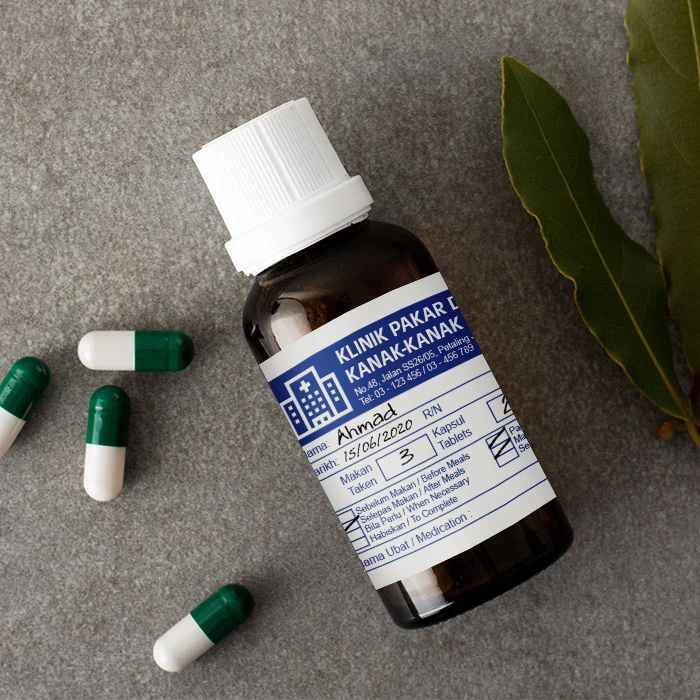 KLINIK PAKAR
KANAK-KANAK
No.48, Jalan SS26/05, Petaling
Tel: 03 - 123 456 / 03 - 456 789
Ahmad
R/N
15/06/2020
Makan
Taken
3
Kapsul
Tablets
Sebelum Makan / Before Meals
Selepas Makan / After Meals
Bila Perlu / When Necessary
Habiskan / To Complete
Ubat / Medication :